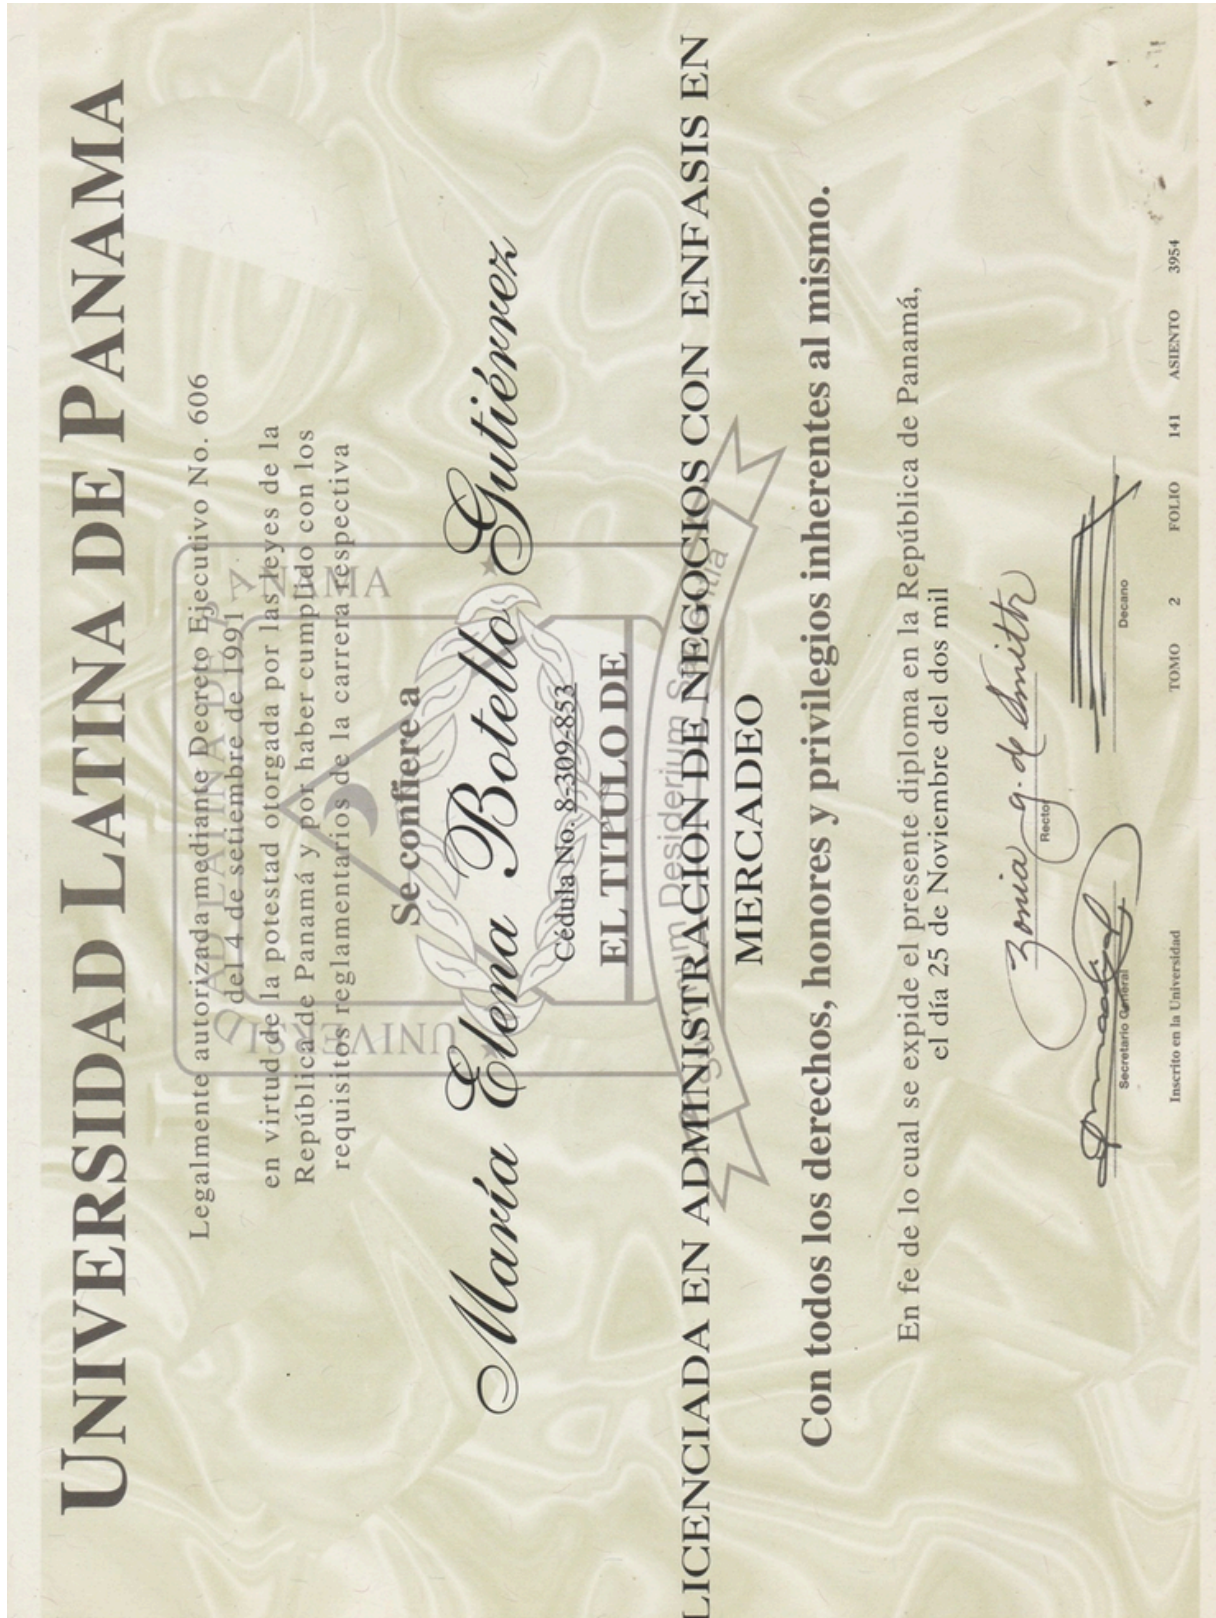 UNIVERSIDAD LATINA DE PANAMA
Legalmente autorizada mediante Decreto Ejecutivo No. 606
del 4 de setiembre de 1991
en virtud de la potestad otorgada por las leyes de la
República de Panamá y por haber cumplido con los
requisitos reglamentarios de la carrera respectiva
Se confiere a
María Elena Botello Gutiérrez
Cédula No. 8-309-853
EL TITULO DE
LICENCIADA EN ADMINISTRACION DE NEGOCIOS CON ENFASIS EN
MERCADEO
Con todos los derechos, honores y privilegios inherentes al mismo.
En fe de lo cual se expide el presente diploma en la República de Panamá,
el día 25 de Noviembre del dos mil
Zonia G. de Smith
Rector
Secretario General
Decano
Inscrito en la Universidad TOMO 2 FOLIO 141 ASIENTO 3954